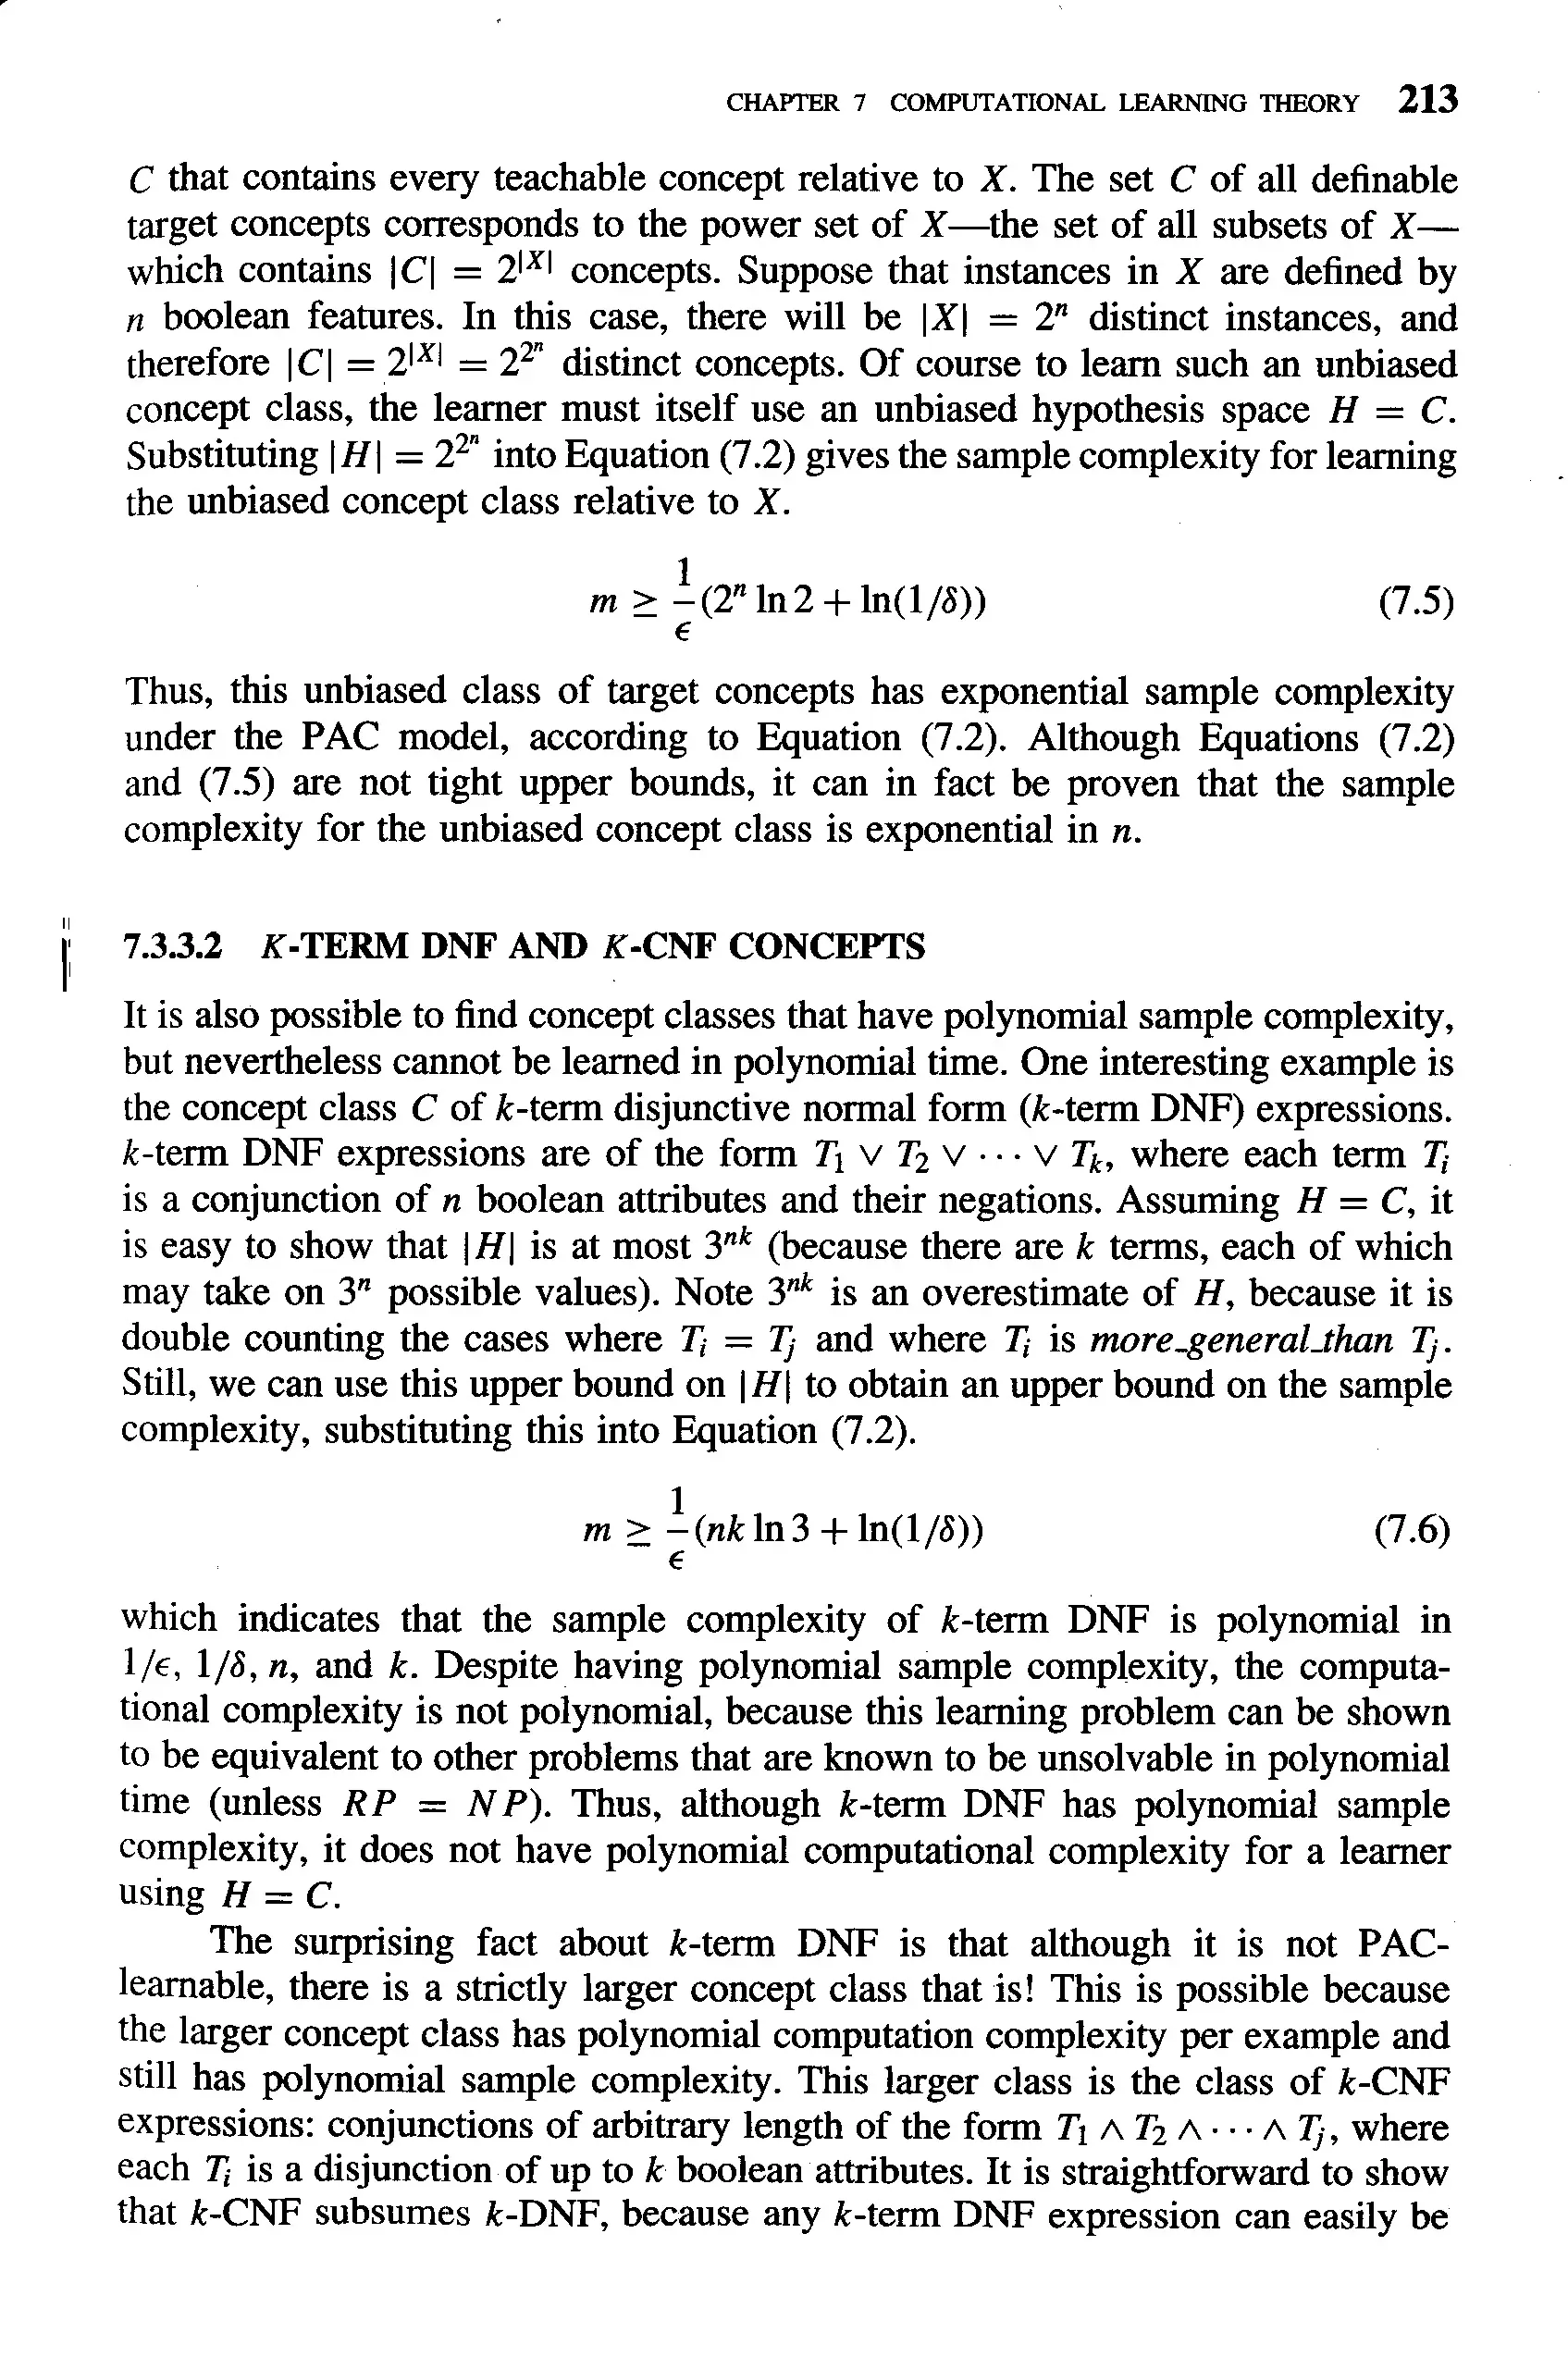 CHAPTER 7 COMPUTATIONAL LEARNING THEORY 213
C that contains every teachable concept relative to X. The set C of all definable
target concepts corresponds to the power set of X—the set of all subsets of X—
which contains |C| = 2^{|X|} concepts. Suppose that instances in X are defined by
n boolean features. In this case, there will be |X| = 2^n distinct instances, and
therefore |C| = 2^{|X|} = 2^{2^n} distinct concepts. Of course to learn such an unbiased
concept class, the learner must itself use an unbiased hypothesis space H = C.
Substituting |H| = 2^{2^n} into Equation (7.2) gives the sample complexity for learning
the unbiased concept class relative to X.
m ≥ \frac{1}{ϵ}(2^n ln 2 + ln(1/δ)) (7.5)
Thus, this unbiased class of target concepts has exponential sample complexity
under the PAC model, according to Equation (7.2). Although Equations (7.2)
and (7.5) are not tight upper bounds, it can in fact be proven that the sample
complexity for the unbiased concept class is exponential in n.
7.3.3.2 K-TERM DNF AND K-CNF CONCEPTS
It is also possible to find concept classes that have polynomial sample complexity,
but nevertheless cannot be learned in polynomial time. One interesting example is
the concept class C of k-term disjunctive normal form (k-term DNF) expressions.
k-term DNF expressions are of the form T_1 ∨ T_2 ∨ ··· ∨ T_k, where each term T_i
is a conjunction of n boolean attributes and their negations. Assuming H = C, it
is easy to show that |H| is at most 3^{nk} (because there are k terms, each of which
may take on 3^n possible values). Note 3^{nk} is an overestimate of H, because it is
double counting the cases where T_i = T_j and where T_i is more_general_than T_j.
Still, we can use this upper bound on |H| to obtain an upper bound on the sample
complexity, substituting this into Equation (7.2).
m ≥ \frac{1}{ϵ}(nk ln 3 + ln(1/δ)) (7.6)
which indicates that the sample complexity of k-term DNF is polynomial in
1/ϵ, 1/δ, n, and k. Despite having polynomial sample complexity, the computa-
tional complexity is not polynomial, because this learning problem can be shown
to be equivalent to other problems that are known to be unsolvable in polynomial
time (unless RP = NP). Thus, although k-term DNF has polynomial sample
complexity, it does not have polynomial computational complexity for a learner
using H = C.
The surprising fact about k-term DNF is that although it is not PAC-
learnable, there is a strictly larger concept class that is! This is possible because
the larger concept class has polynomial computation complexity per example and
still has polynomial sample complexity. This larger class is the class of k-CNF
expressions: conjunctions of arbitrary length of the form T_1 ∧ T_2 ∧ ··· ∧ T_j, where
each T_i is a disjunction of up to k boolean attributes. It is straightforward to show
that k-CNF subsumes k-DNF, because any k-term DNF expression can easily be